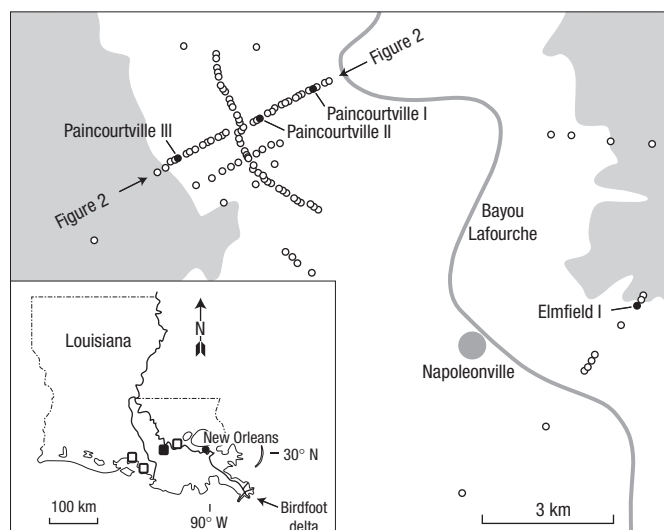 Figure 2
Paincourtville I
Paincourtville II
Paincourtville III
Figure 2
Bayou
Lafourche
Elmfield I
Napoleonville
3 km
N
Louisiana
New Orleans
30° N
100 km
90° W
Birdfoot
delta